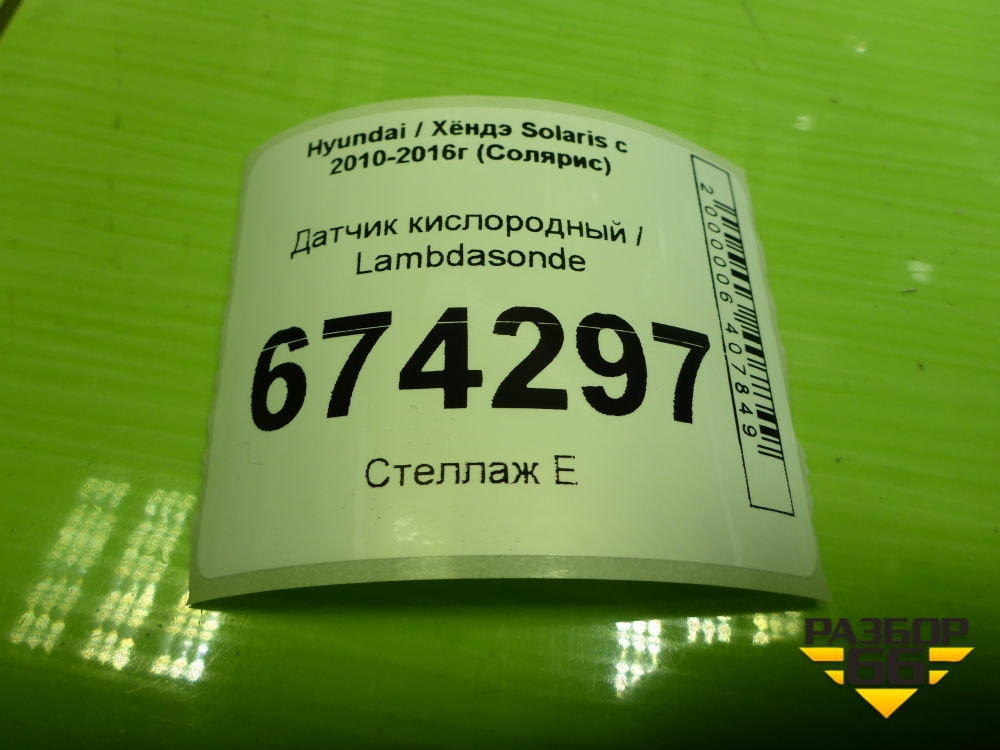 Hyundai / Хёндэ Solaris с
2010-2016г (Солярис)
Датчик кислородный /
Lambdasonde
674297
Стеллаж Е
2000006407849
РАЗБОР
66